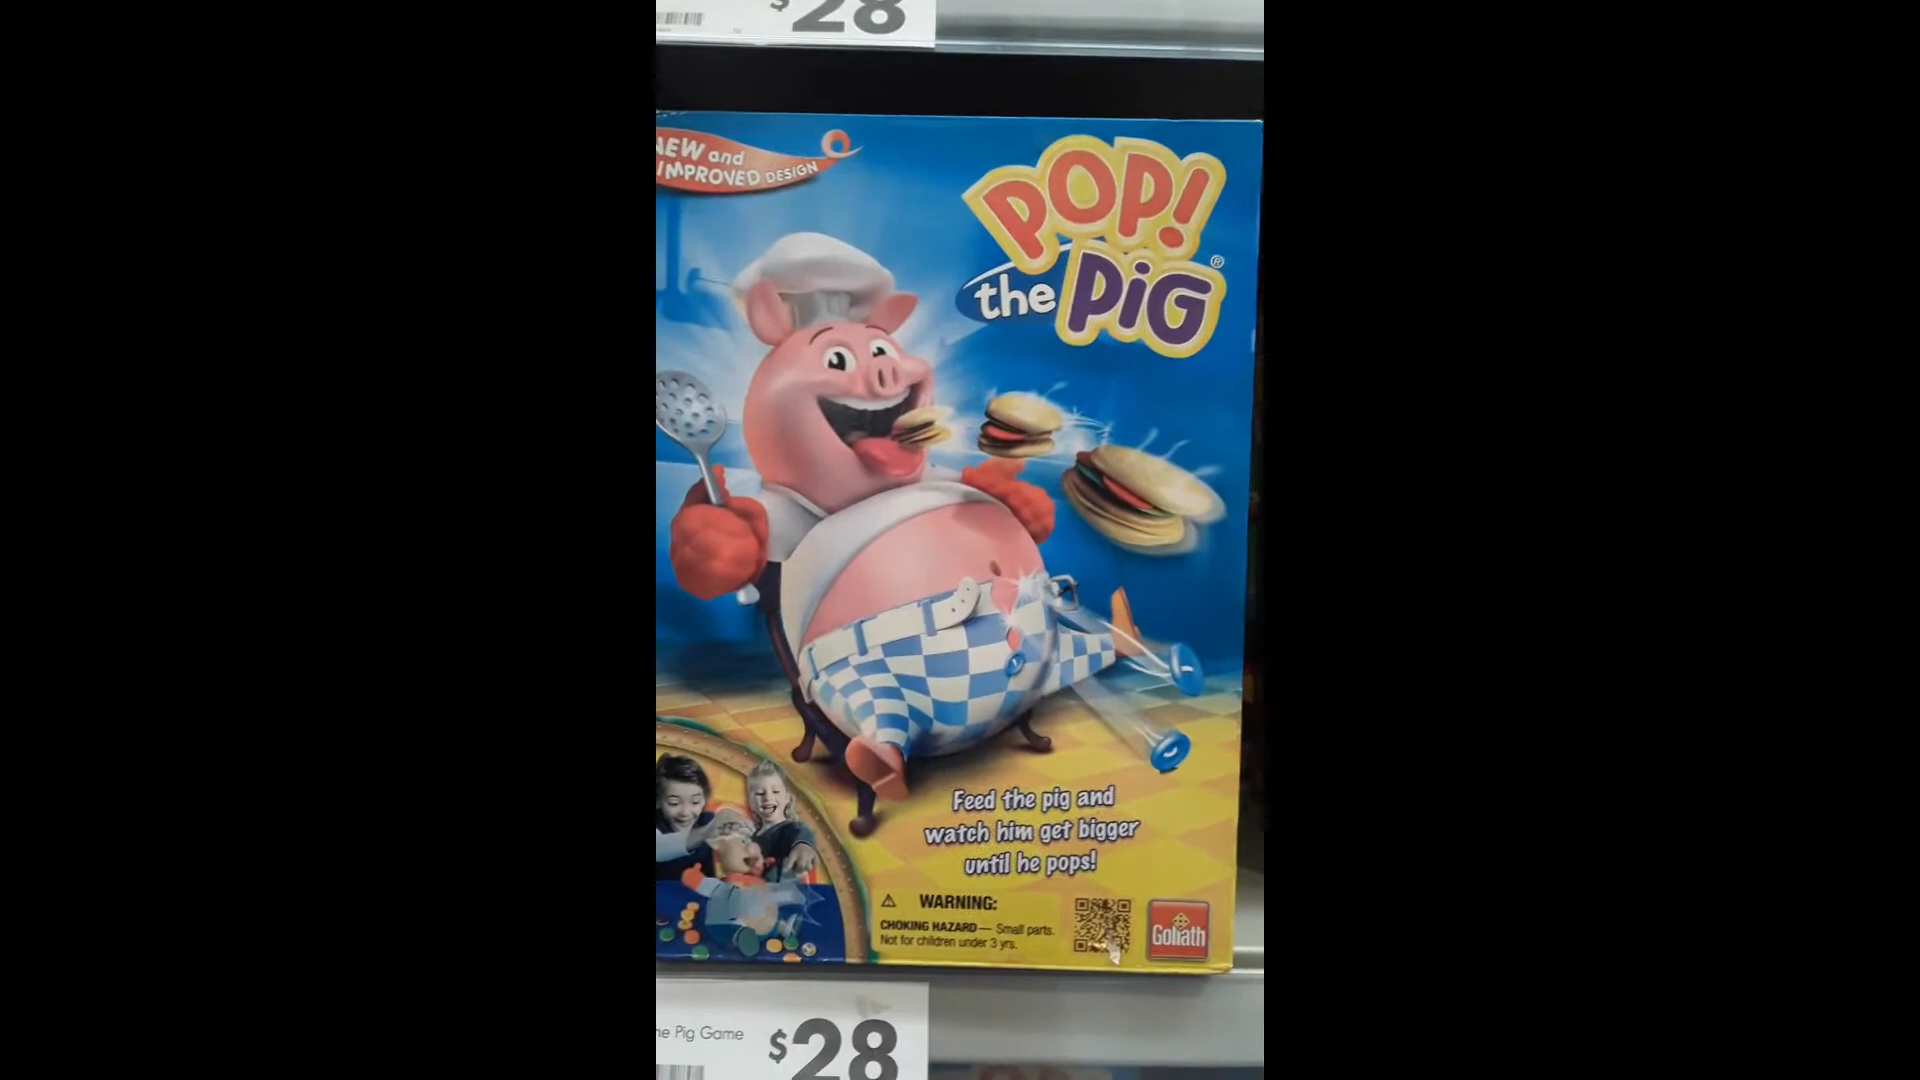 $28
NEW and
IMPROVED DESIGN
POP!
the PiG®
Feed the pig and
watch him get bigger
until he pops!
WARNING:
CHOKING HAZARD — Small parts.
Not for children under 3 yrs.
Goliath
he Pig Game
$28